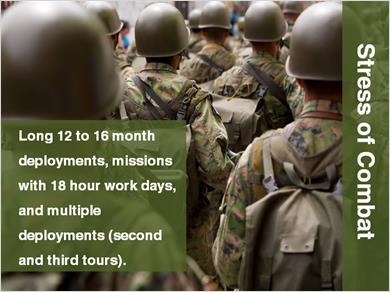 Stress of Combat
Long 12 to 16 month
deployments, missions
with 18 hour work days,
and multiple
deployments (second
and third tours).